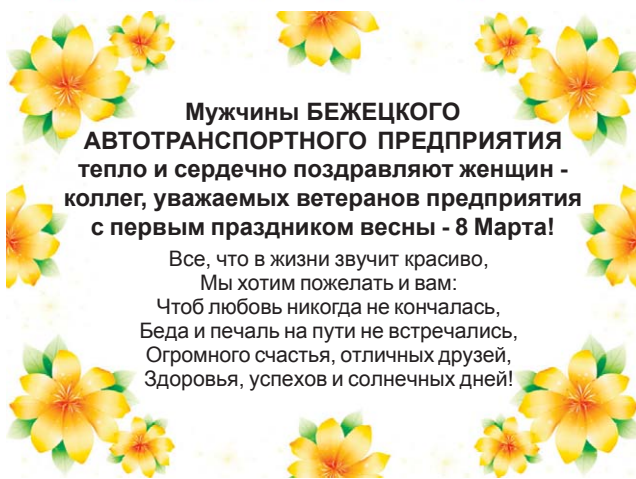 Мужчины БЕЖЕЦКОГО
АВТОТРАНСПОРТНОГО ПРЕДПРИЯТИЯ
тепло и сердечно поздравляют женщин -
коллег, уважаемых ветеранов предприятия
с первым праздником весны - 8 Марта!
Все, что в жизни звучит красиво,
Мы хотим пожелать и вам:
Чтоб любовь никогда не кончалась,
Беда и печаль на пути не встречались,
Огромного счастья, отличных друзей,
Здоровья, успехов и солнечных дней!